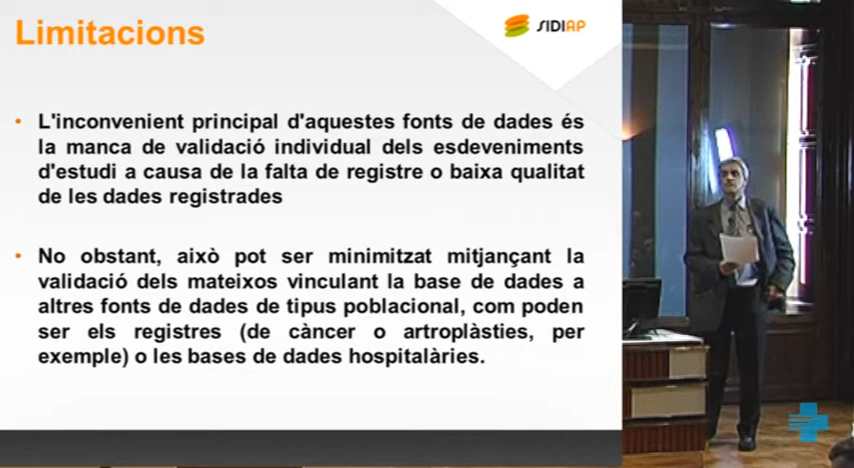 Limitacions
SIDIAP
L'inconvenient principal d'aquestes fonts de dades és
la manca de validació individual dels esdeveniments
d'estudi a causa de la falta de registre o baixa qualitat
de les dades registrades
No obstant, això pot ser minimitzat mitjançant la
validació dels mateixos vinculant la base de dades a
altres fonts de dades de tipus poblacional, com poden
ser els registres (de càncer o artroplàsties, per
exemple) o les bases de dades hospitalàries.